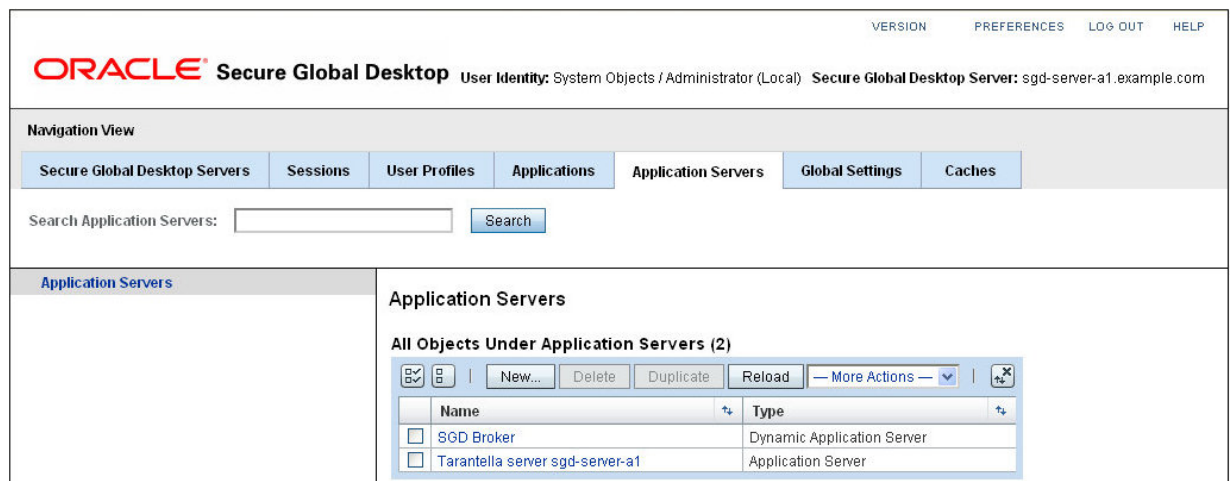 VERSION PREFERENCES LOG OUT HELP
ORACLE Secure Global Desktop User Identity: System Objects / Administrator (Local) Secure Global Desktop Server: sgd-server-a1.example.com
Navigation View
Secure Global Desktop Servers Sessions User Profiles Applications Application Servers Global Settings Caches
Search Application Servers: Search
Application Servers
Application Servers
All Objects Under Application Servers (2)
New... Delete Duplicate Reload — More Actions —
Name Type
SGD Broker Dynamic Application Server
Tarantella server sgd-server-a1 Application Server